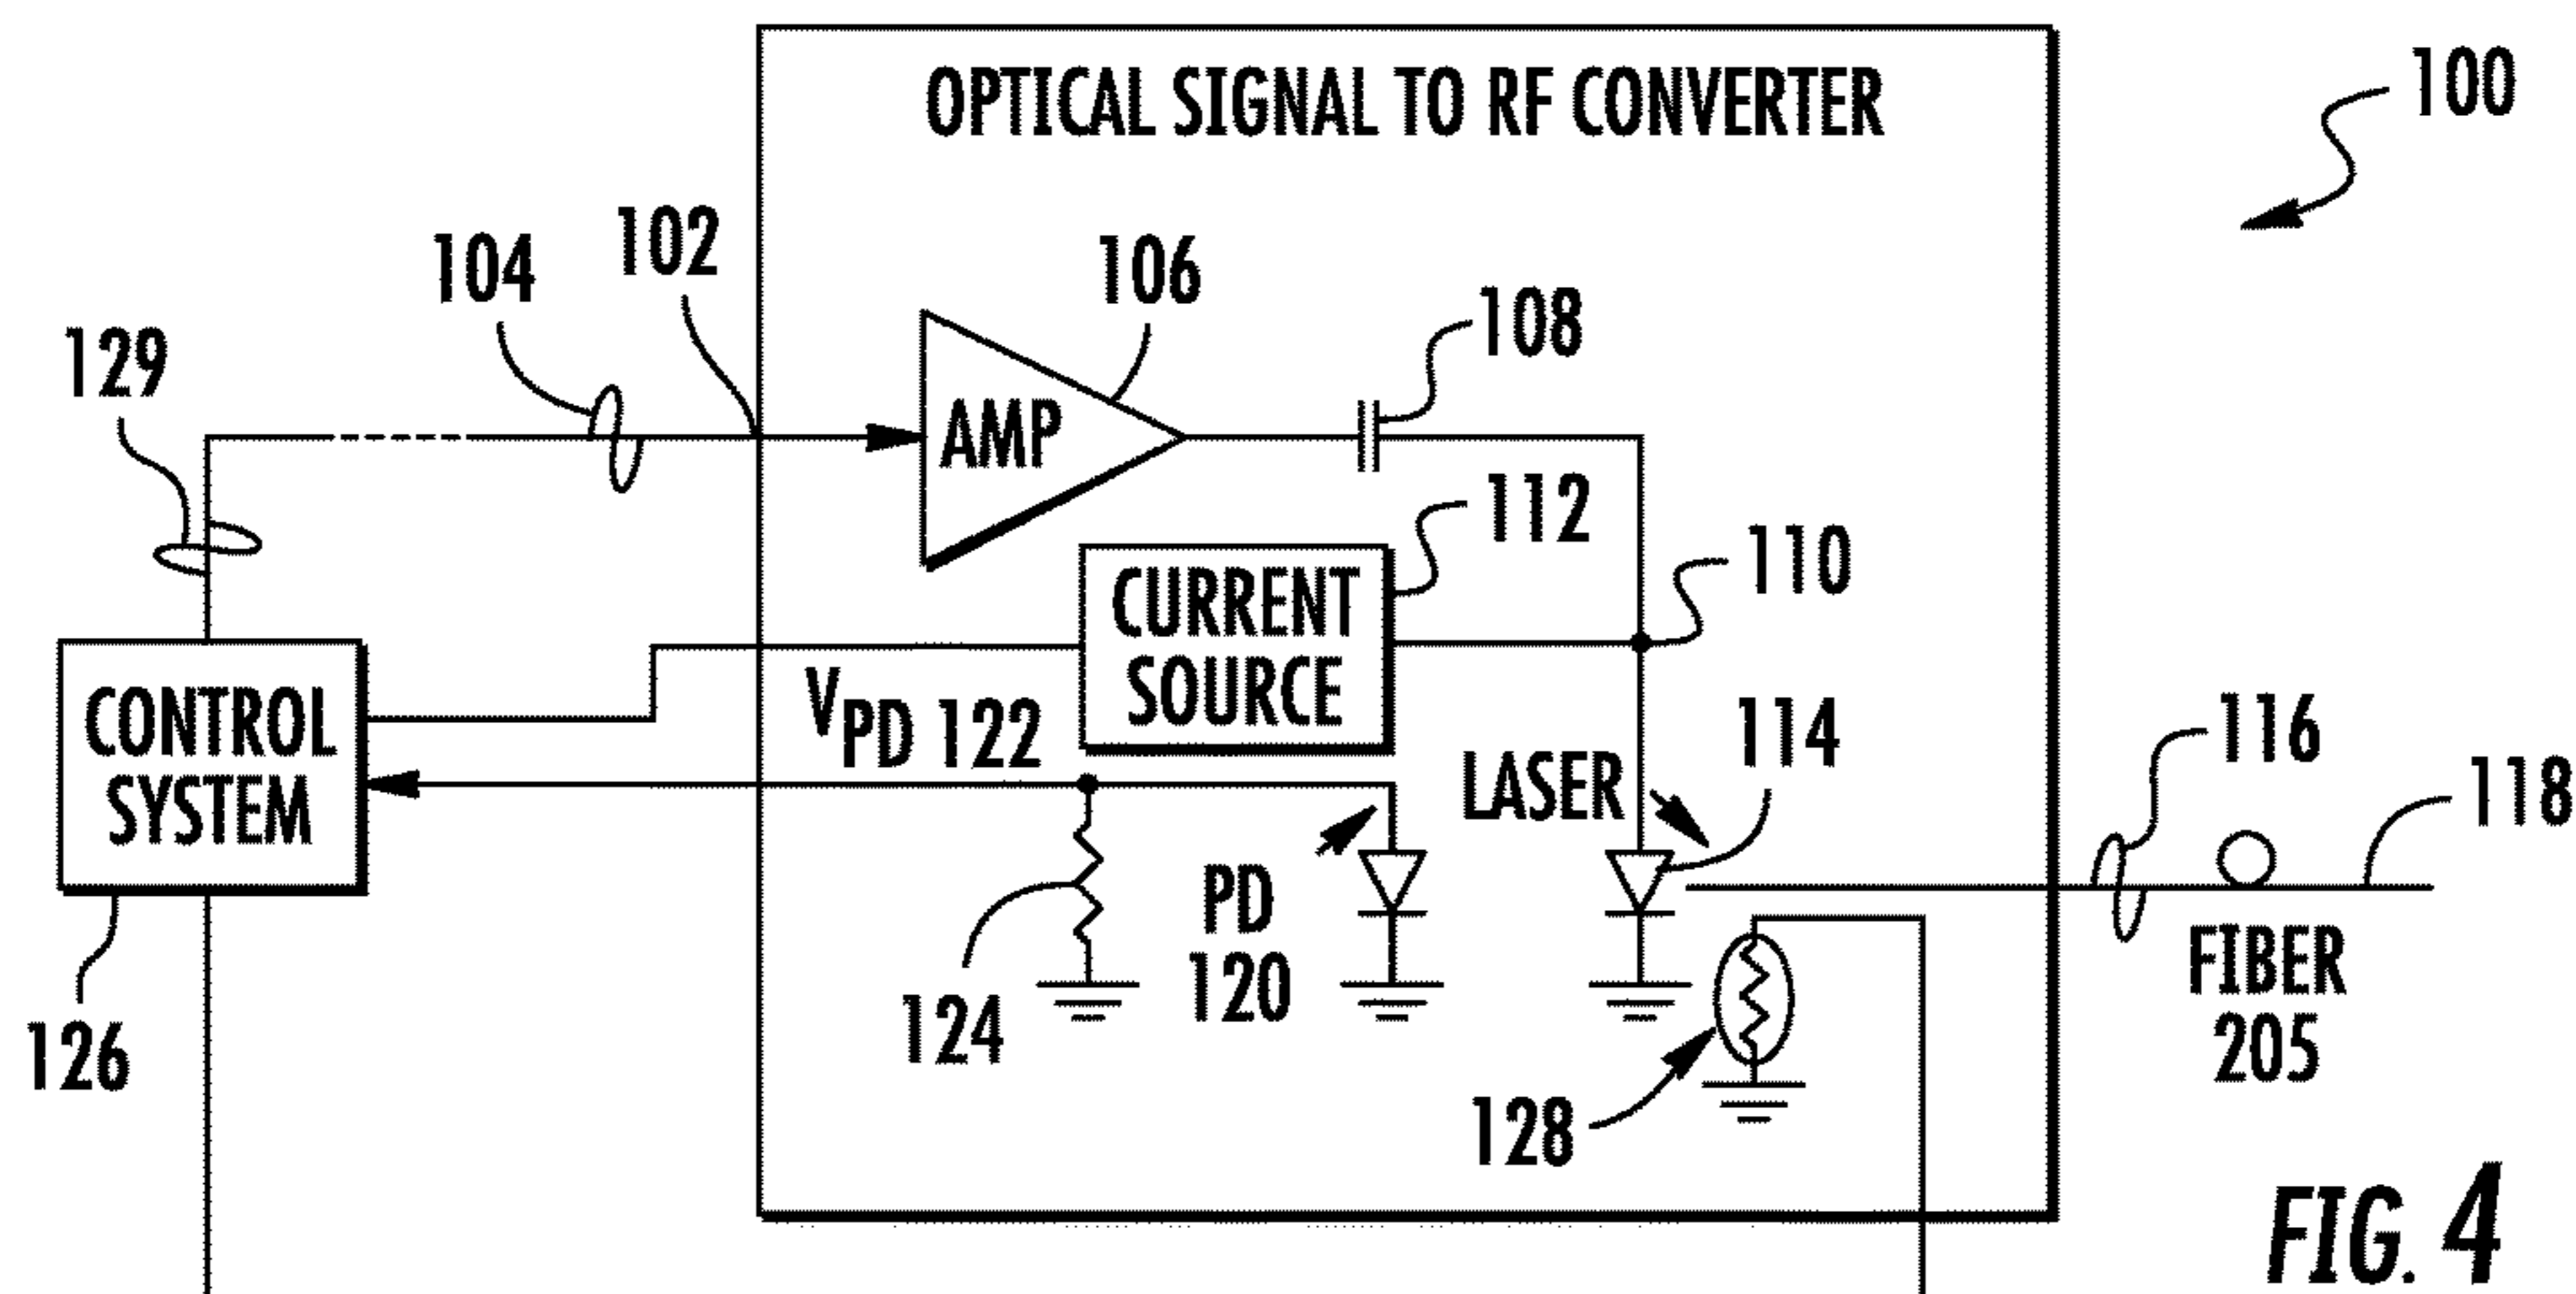 OPTICAL SIGNAL TO RF CONVERTER
100
102
104
106
108
129
AMP
112
110
CURRENT
SOURCE
CONTROL
SYSTEM
VPD 122
LASER
114
116
118
PD
120
124
126
128
FIBER
205
FIG. 4